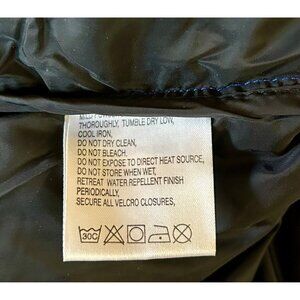 THOROUGHLY, TUMBLE DRY LOW,
COOL IRON,
DO NOT DRY CLEAN,
DO NOT BLEACH.
DO NOT EXPOSE TO DIRECT HEAT SOURCE,
DO NOT STORE WHEN WET,
RETREAT WATER REPELLENT FINISH
PERIODICALLY,
SECURE ALL VELCRO CLOSURES,
30C